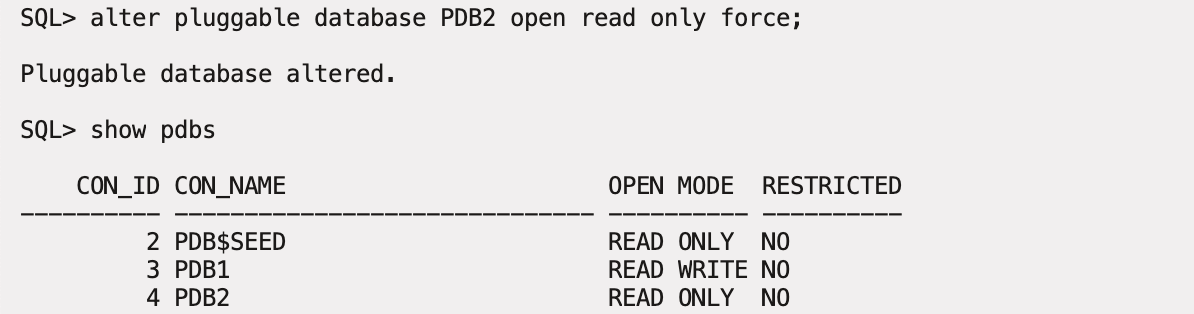 SQL> alter pluggable database PDB2 open read only force;
Pluggable database altered.
SQL> show pdbs
    CON_ID CON_NAME                       OPEN MODE  RESTRICTED
---------- ------------------------------ ---------- ----------
         2 PDB$SEED                       READ ONLY  NO
         3 PDB1                           READ WRITE NO
         4 PDB2                           READ ONLY  NO